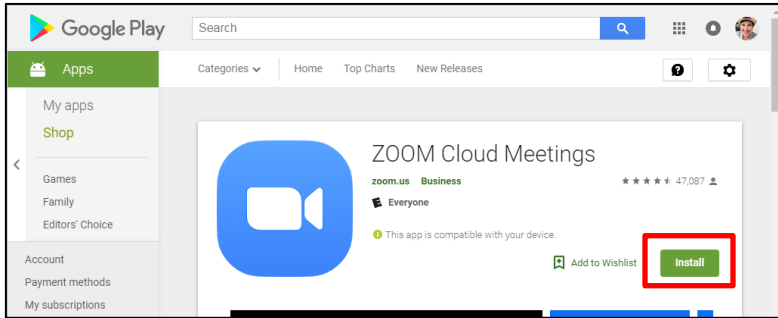 Google Play
Search
Apps
Categories
Home
Top Charts
New Releases
My apps
Shop
Games
Family
Editors' Choice
Account
Payment methods
My subscriptions
ZOOM Cloud Meetings
zoom.us Business
47,087
Everyone
This app is compatible with your device.
Add to Wishlist
Install